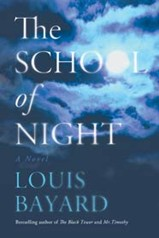 The
SCHOOL
of
NIGHT
A Novel
LOUIS
BAYARD
Bestselling author of The Black Tower and Mr. Timothy